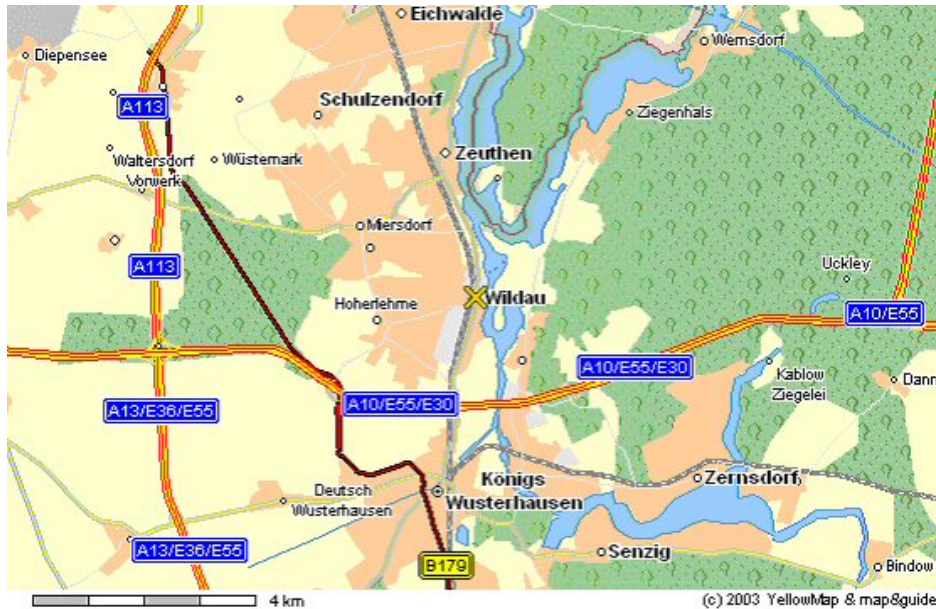 Eichwalde
Diepensee
Wernsdorf
A113
Schulzendorf
Ziegenhals
Zeuthen
Waltersdorf
Vorwerk
Wüstemark
Miersdorf
A113
Uckley
Wildau
Hoherlehme
A10/E55
A10/E55/E30
Kablow
Ziegelei
Dann
A13/E36/E55
A10/E55/E30
Königs
Wusterhausen
Zernsdorf
Deutsch
Wusterhausen
A13/E36/E55
Senzig
B179
Bindow
4 km
(c) 2003 YellowMap & map&guide